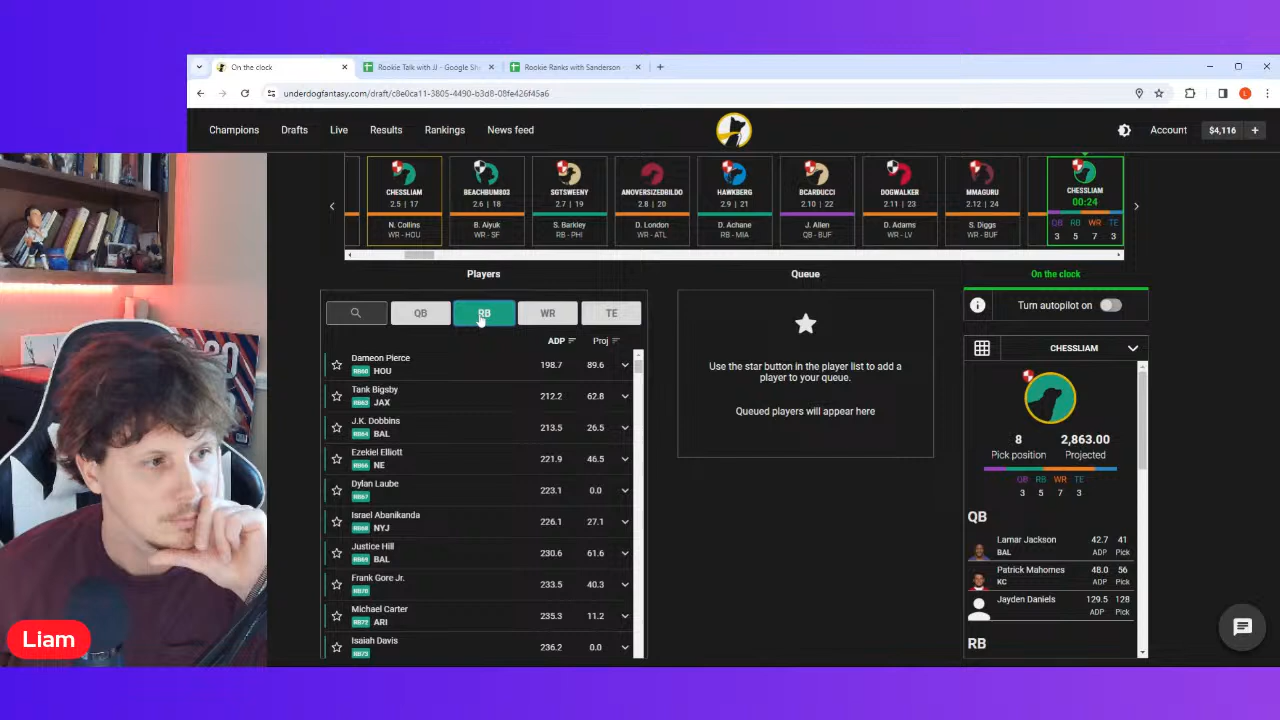 On the clock
Rookie Talk with JJ - Google Sh
Rookie Ranks with Sanderson
underdogfantasy.com/draft/c8e0ca11-3805-4490-b3d8-08fe426f45a6
Champions Drafts Live Results Rankings News feed
Account $4,116 +
CHESSLIAM
2.5 | 17
N. Collins
WR - HOU
BEACHBUM803
2.6 | 18
B. Aiyuk
WR - SF
SGTSWEENY
2.7 | 19
S. Barkley
RB - PHI
ANOVERSIZEDBILDO
2.8 | 20
D. London
WR - ATL
HAWKBERG
2.9 | 21
D. Achane
RB - MIA
BCARDUCCI
2.10 | 22
J. Allen
QB - BUF
DOGWALKER
2.11 | 23
D. Adams
WR - LV
MMAGURU
2.12 | 24
S. Diggs
WR - BUF
CHESSLIAM
00:24
QB RB WR TE
3 5 7 3
Players
Queue
On the clock
QB RB WR TE
ADP Proj
Dameon Pierce
RB60 HOU 198.7 89.6
Tank Bigsby
RB63 JAX 212.2 62.8
J.K. Dobbins
RB64 BAL 213.5 26.5
Ezekiel Elliott
RB66 NE 221.9 46.5
Dylan Laube
RB67 223.1 0.0
Israel Abanikanda
RB68 NYJ 226.1 27.1
Justice Hill
RB69 BAL 230.6 61.6
Frank Gore Jr.
RB70 233.5 40.3
Michael Carter
RB72 ARI 235.3 11.2
Isaiah Davis
RB73 236.2 0.0
Use the star button in the player list to add a
player to your queue.
Queued players will appear here
Turn autopilot on
CHESSLIAM
8 2,863.00
Pick position Projected
QB RB WR TE
3 5 7 3
QB
Lamar Jackson 42.7 41
BAL ADP Pick
Patrick Mahomes 48.0 56
KC ADP Pick
Jayden Daniels 129.5 128
ADP Pick
RB
Liam